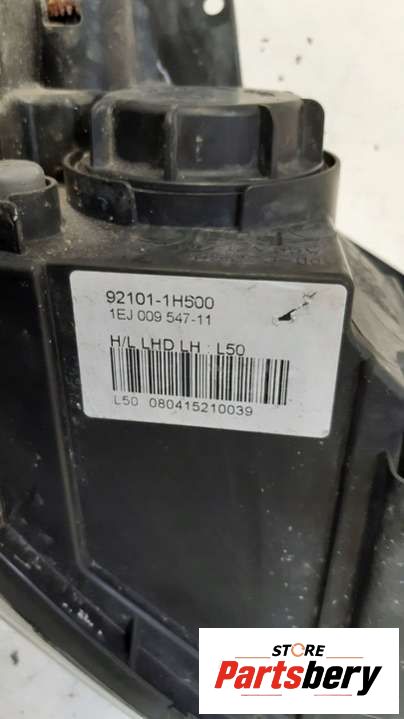 92101-1H500
1EJ 009 547-11
H/L LHD LH : L50
L50 080415210039
STORE
Partsbery